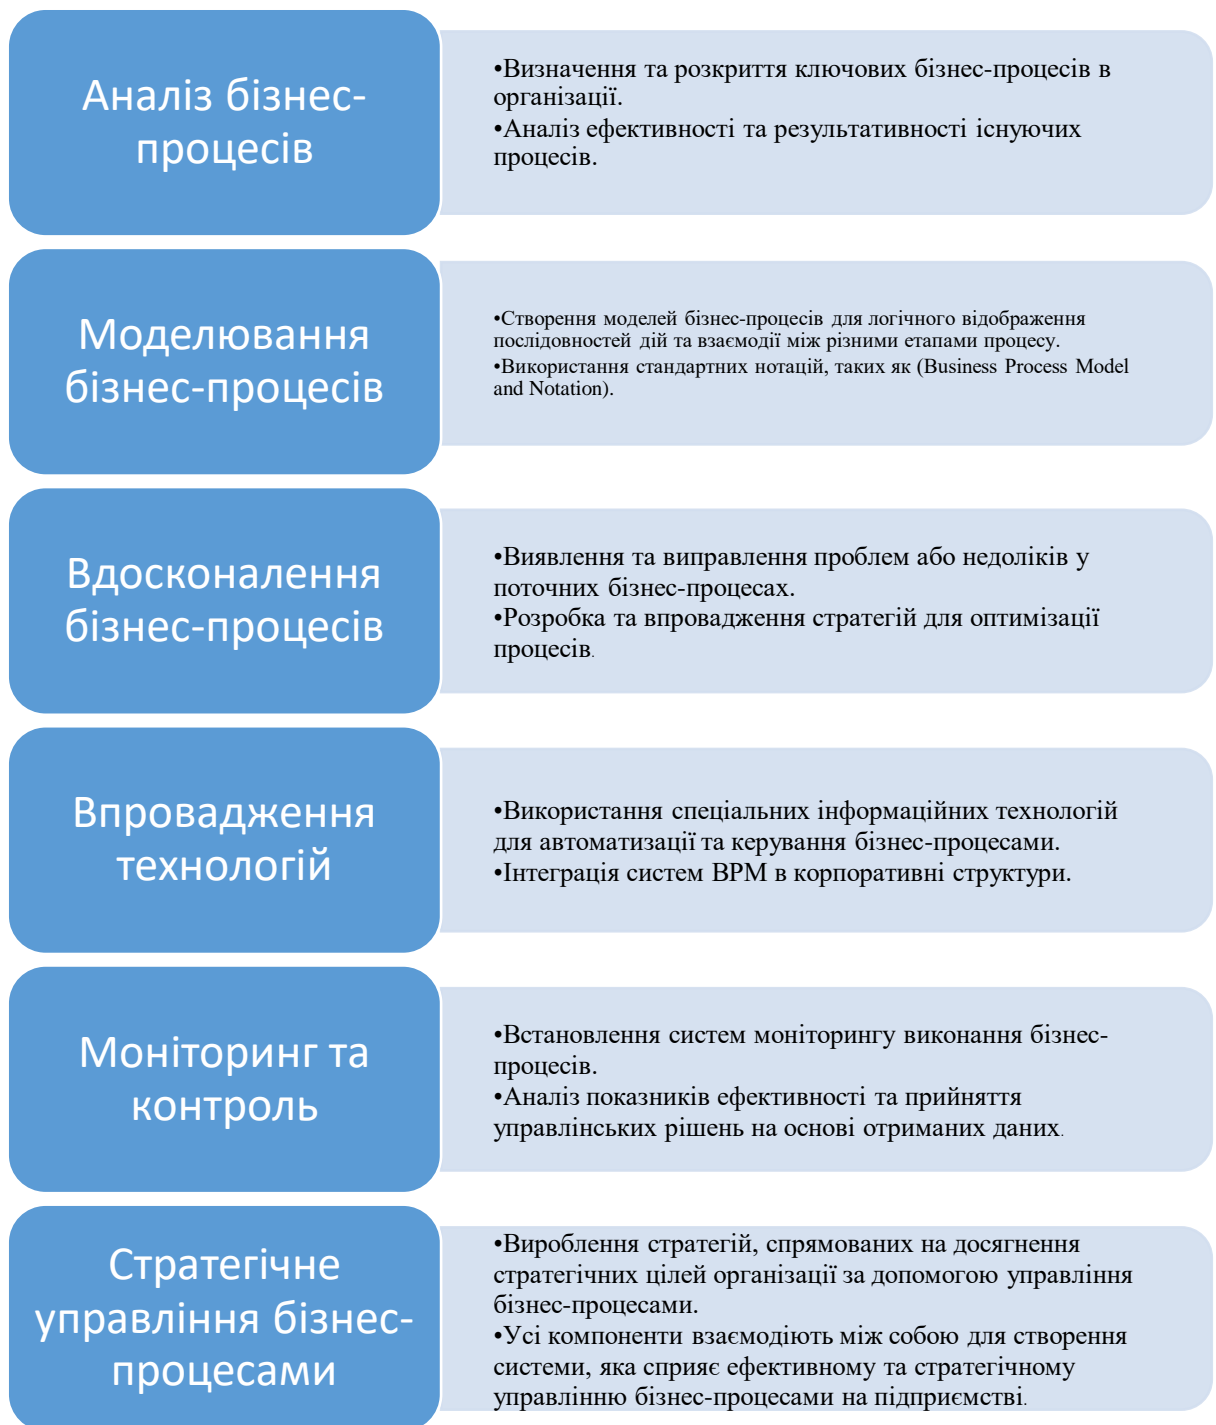 Аналіз бізнес-
процесів
•Визначення та розкриття ключових бізнес-процесів в
організації.
•Аналіз ефективності та результативності існуючих
процесів.
Моделювання
бізнес-процесів
•Створення моделей бізнес-процесів для логічного відображення
послідовностей дій та взаємодії між різними етапами процесу.
•Використання стандартних нотацій, таких як (Business Process Model
and Notation).
Вдосконалення
бізнес-процесів
•Виявлення та виправлення проблем або недоліків у
поточних бізнес-процесах.
•Розробка та впровадження стратегій для оптимізації
процесів.
Впровадження
технологій
•Використання спеціальних інформаційних технологій
для автоматизації та керування бізнес-процесами.
•Інтеграція систем BPM в корпоративні структури.
Моніторинг та
контроль
•Встановлення систем моніторингу виконання бізнес-
процесів.
•Аналіз показників ефективності та прийняття
управлінських рішень на основі отриманих даних.
Стратегічне
управління бізнес-
процесами
•Вироблення стратегій, спрямованих на досягнення
стратегічних цілей організації за допомогою управління
бізнес-процесами.
•Усі компоненти взаємодіють між собою для створення
системи, яка сприяє ефективному та стратегічному
управлінню бізнес-процесами на підприємстві.